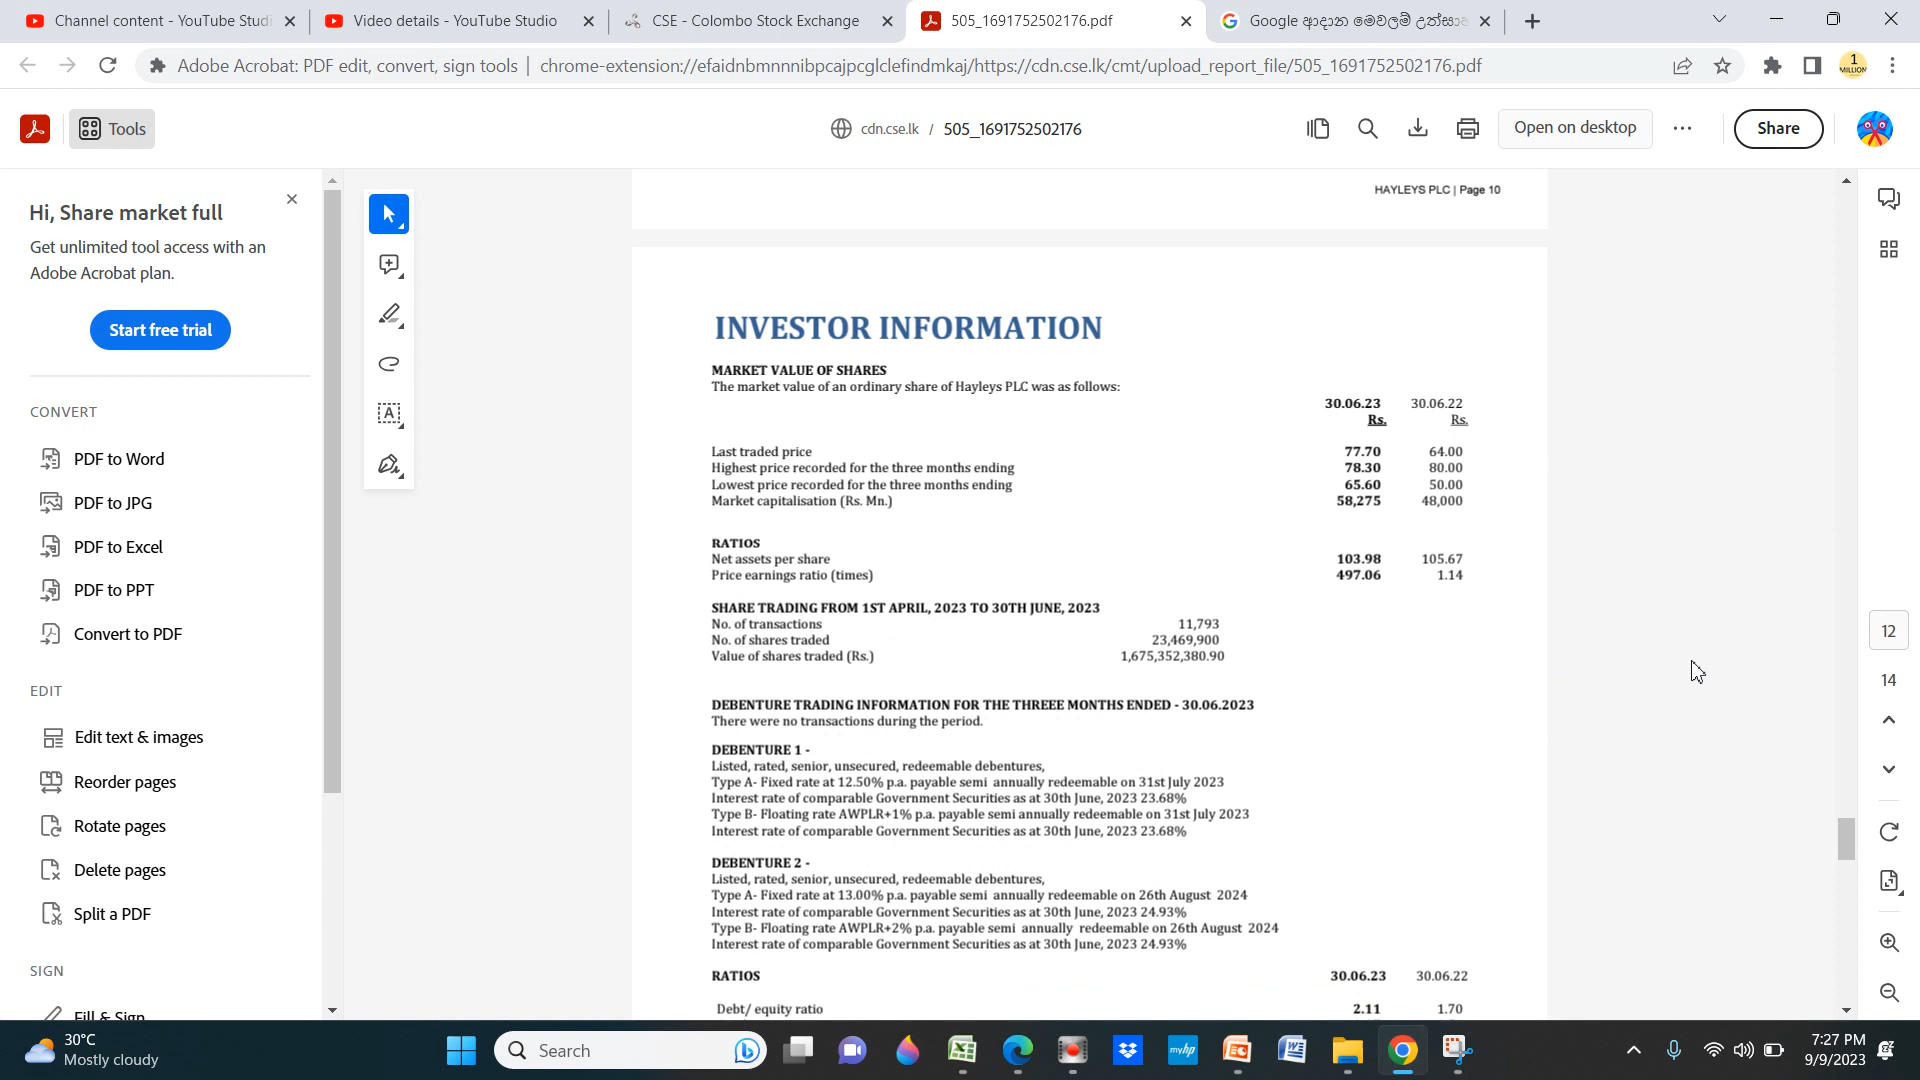 Channel content - YouTube Studi
Video details - YouTube Studio
CSE - Colombo Stock Exchange
505_1691752502176.pdf
Google ආදාන මෙවලම් උත්සාහ
Adobe Acrobat: PDF edit, convert, sign tools
chrome-extension://efaidnbmnnnibpcajpcglclefindmkaj/https://cdn.cse.lk/cmt/upload_report_file/505_1691752502176.pdf
1 MILLION
Tools
cdn.cse.lk / 505_1691752502176
Open on desktop
Share
Hi, Share market full
Get unlimited tool access with an
Adobe Acrobat plan.
Start free trial
CONVERT
PDF to Word
PDF to JPG
PDF to Excel
PDF to PPT
Convert to PDF
EDIT
Edit text & images
Reorder pages
Rotate pages
Delete pages
Split a PDF
SIGN
Fill & Sign
HAYLEYS PLC | Page 10
INVESTOR INFORMATION
MARKET VALUE OF SHARES
The market value of an ordinary share of Hayleys PLC was as follows:
30.06.23 30.06.22
Rs. Rs.
Last traded price 77.70 64.00
Highest price recorded for the three months ending 78.30 80.00
Lowest price recorded for the three months ending 65.60 50.00
Market capitalisation (Rs. Mn.) 58,275 48,000
RATIOS
Net assets per share 103.98 105.67
Price earnings ratio (times) 497.06 1.14
SHARE TRADING FROM 1ST APRIL, 2023 TO 30TH JUNE, 2023
No. of transactions 11,793
No. of shares traded 23,469,900
Value of shares traded (Rs.) 1,675,352,380.90
DEBENTURE TRADING INFORMATION FOR THE THREEE MONTHS ENDED - 30.06.2023
There were no transactions during the period.
DEBENTURE 1 -
Listed, rated, senior, unsecured, redeemable debentures,
Type A- Fixed rate at 12.50% p.a. payable semi annually redeemable on 31st July 2023
Interest rate of comparable Government Securities as at 30th June, 2023 23.68%
Type B- Floating rate AWPLR+1% p.a. payable semi annually redeemable on 31st July 2023
Interest rate of comparable Government Securities as at 30th June, 2023 23.68%
DEBENTURE 2 -
Listed, rated, senior, unsecured, redeemable debentures,
Type A- Fixed rate at 13.00% p.a. payable semi annually redeemable on 26th August 2024
Interest rate of comparable Government Securities as at 30th June, 2023 24.93%
Type B- Floating rate AWPLR+2% p.a. payable semi annually redeemable on 26th August 2024
Interest rate of comparable Government Securities as at 30th June, 2023 24.93%
RATIOS 30.06.23 30.06.22
Debt/ equity ratio 2.11 1.70
12
14
30°C
Mostly cloudy
Search
myhp
7:27 PM
9/9/2023